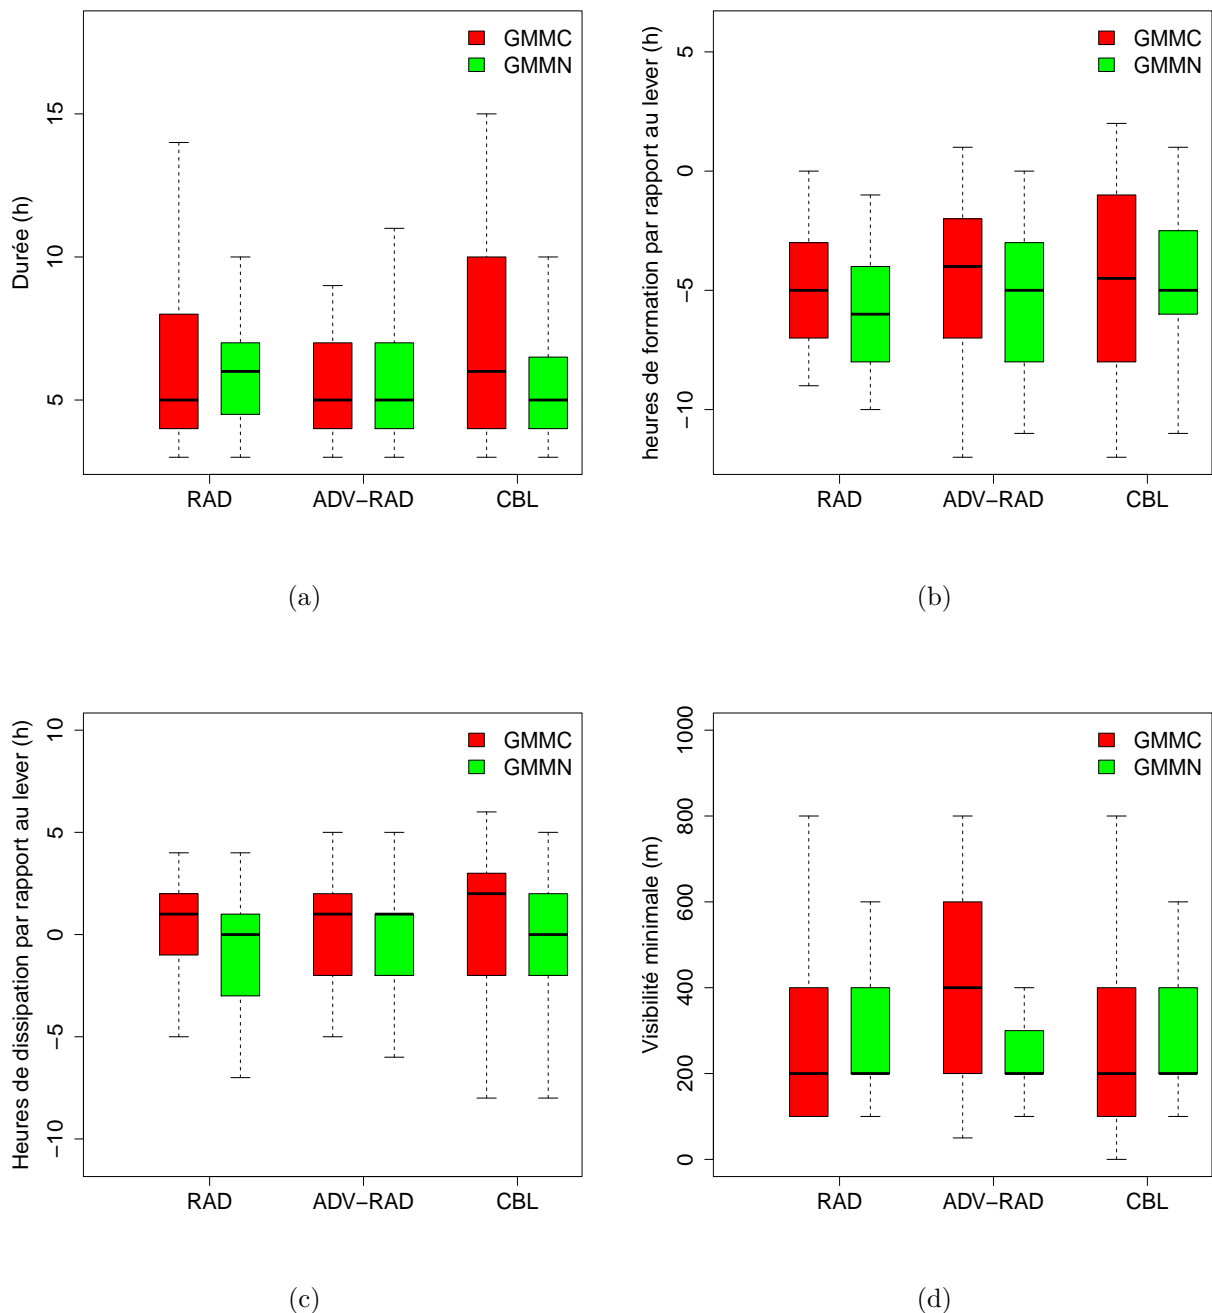 GMMC
GMMN
Durée (h)
15
10
5
RAD
ADV−RAD
CBL
(a)
GMMC
GMMN
heures de formation par rapport au lever (h)
5
0
−5
−10
RAD
ADV−RAD
CBL
(b)
GMMC
GMMN
Heures de dissipation par rapport au lever (h)
10
5
0
−5
−10
RAD
ADV−RAD
CBL
(c)
GMMC
GMMN
Visibilité minimale (m)
1000
800
600
400
200
0
RAD
ADV−RAD
CBL
(d)